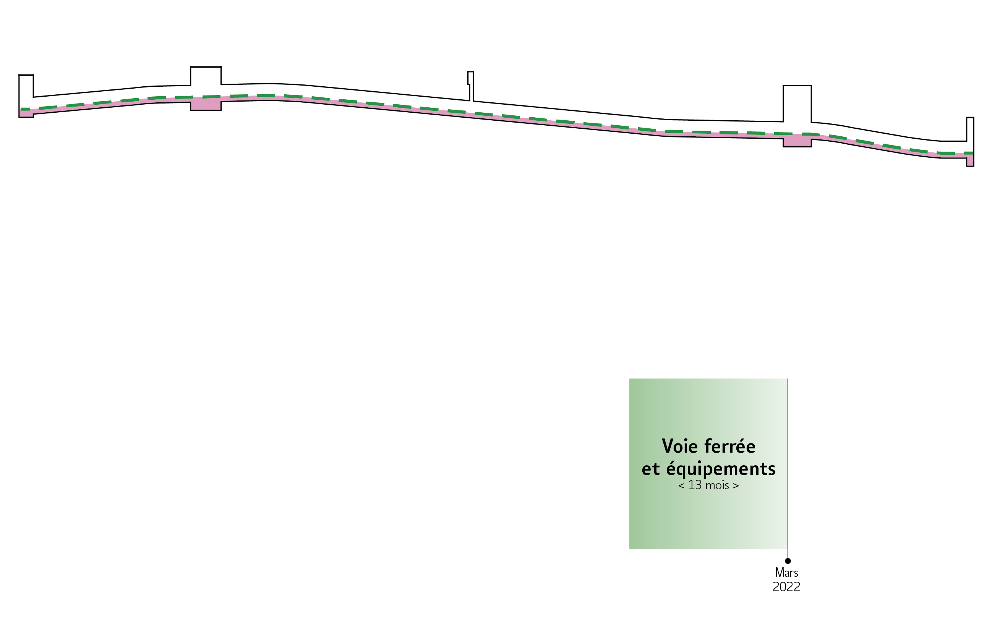 Voie ferrée
et équipements
< 13 mois >
Mars
2022